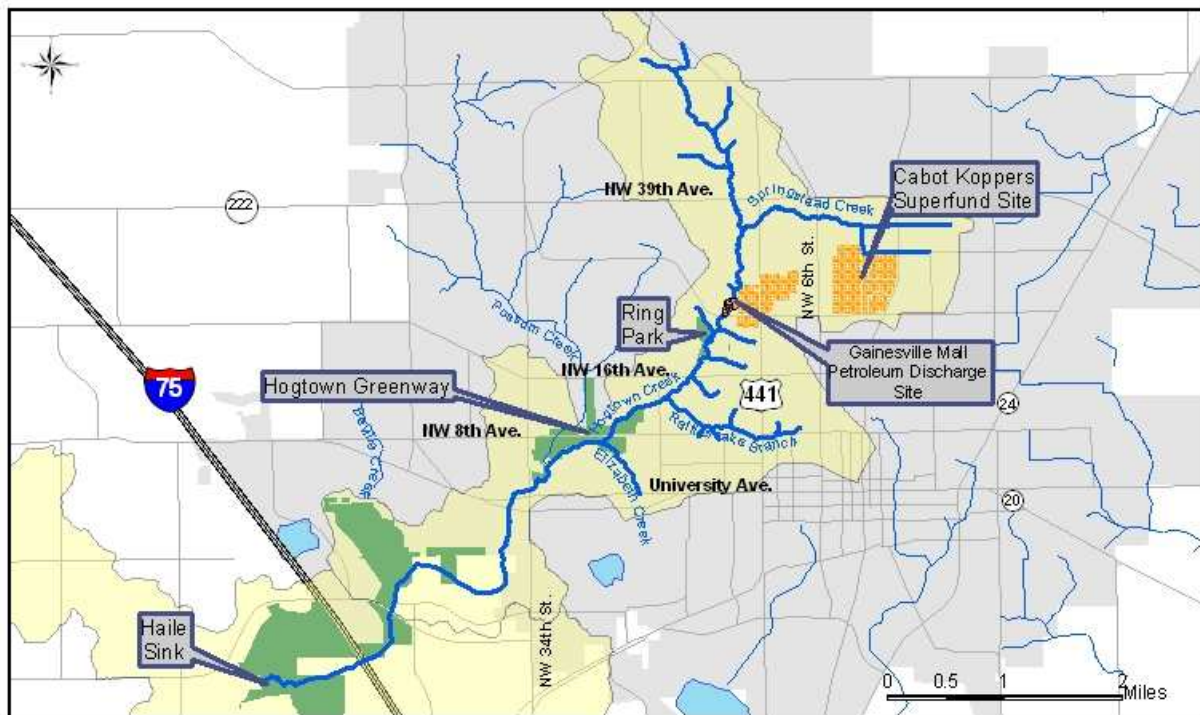 NW 39th Ave.
Springstead Creek
Cabot Koppers
Superfund Site
222
NW 6th St.
Ring
Park
Possum Creek
NW 16th Ave.
Gainesville Mall
Petroleum Discharge
Site
75
Hogtown Greenway
441
Hogtown Creek
24
NW 8th Ave.
Rattlesnake Branch
Beville Creek
Elizabeth Creek
University Ave.
20
Haile
Sink
NW 34th St.
0 0.5 1 2
Miles